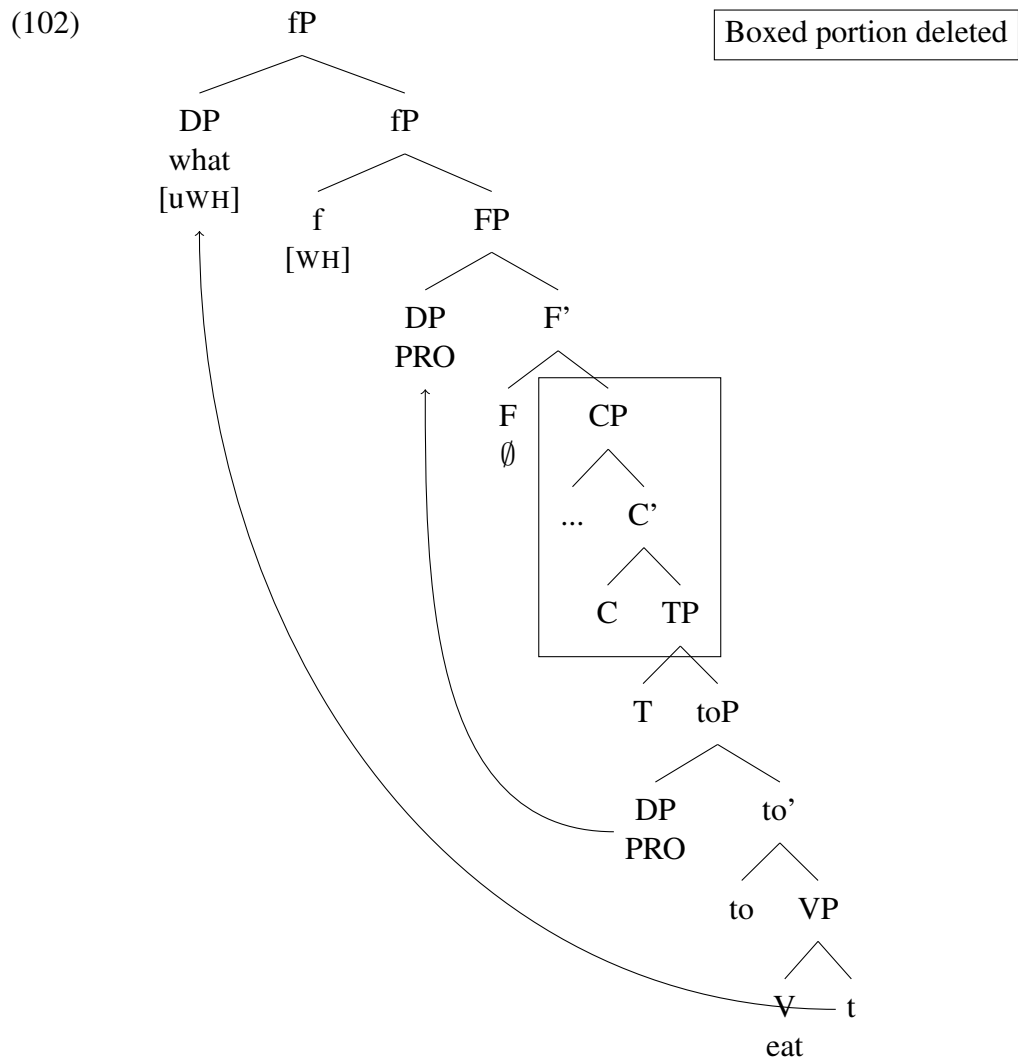 (102) fP Boxed portion deleted
DP fP
what
[uWH] f FP
[WH]
DP F’
PRO
F CP
∅
... C’
C TP
T toP
DP to’
PRO
to VP
V t
eat